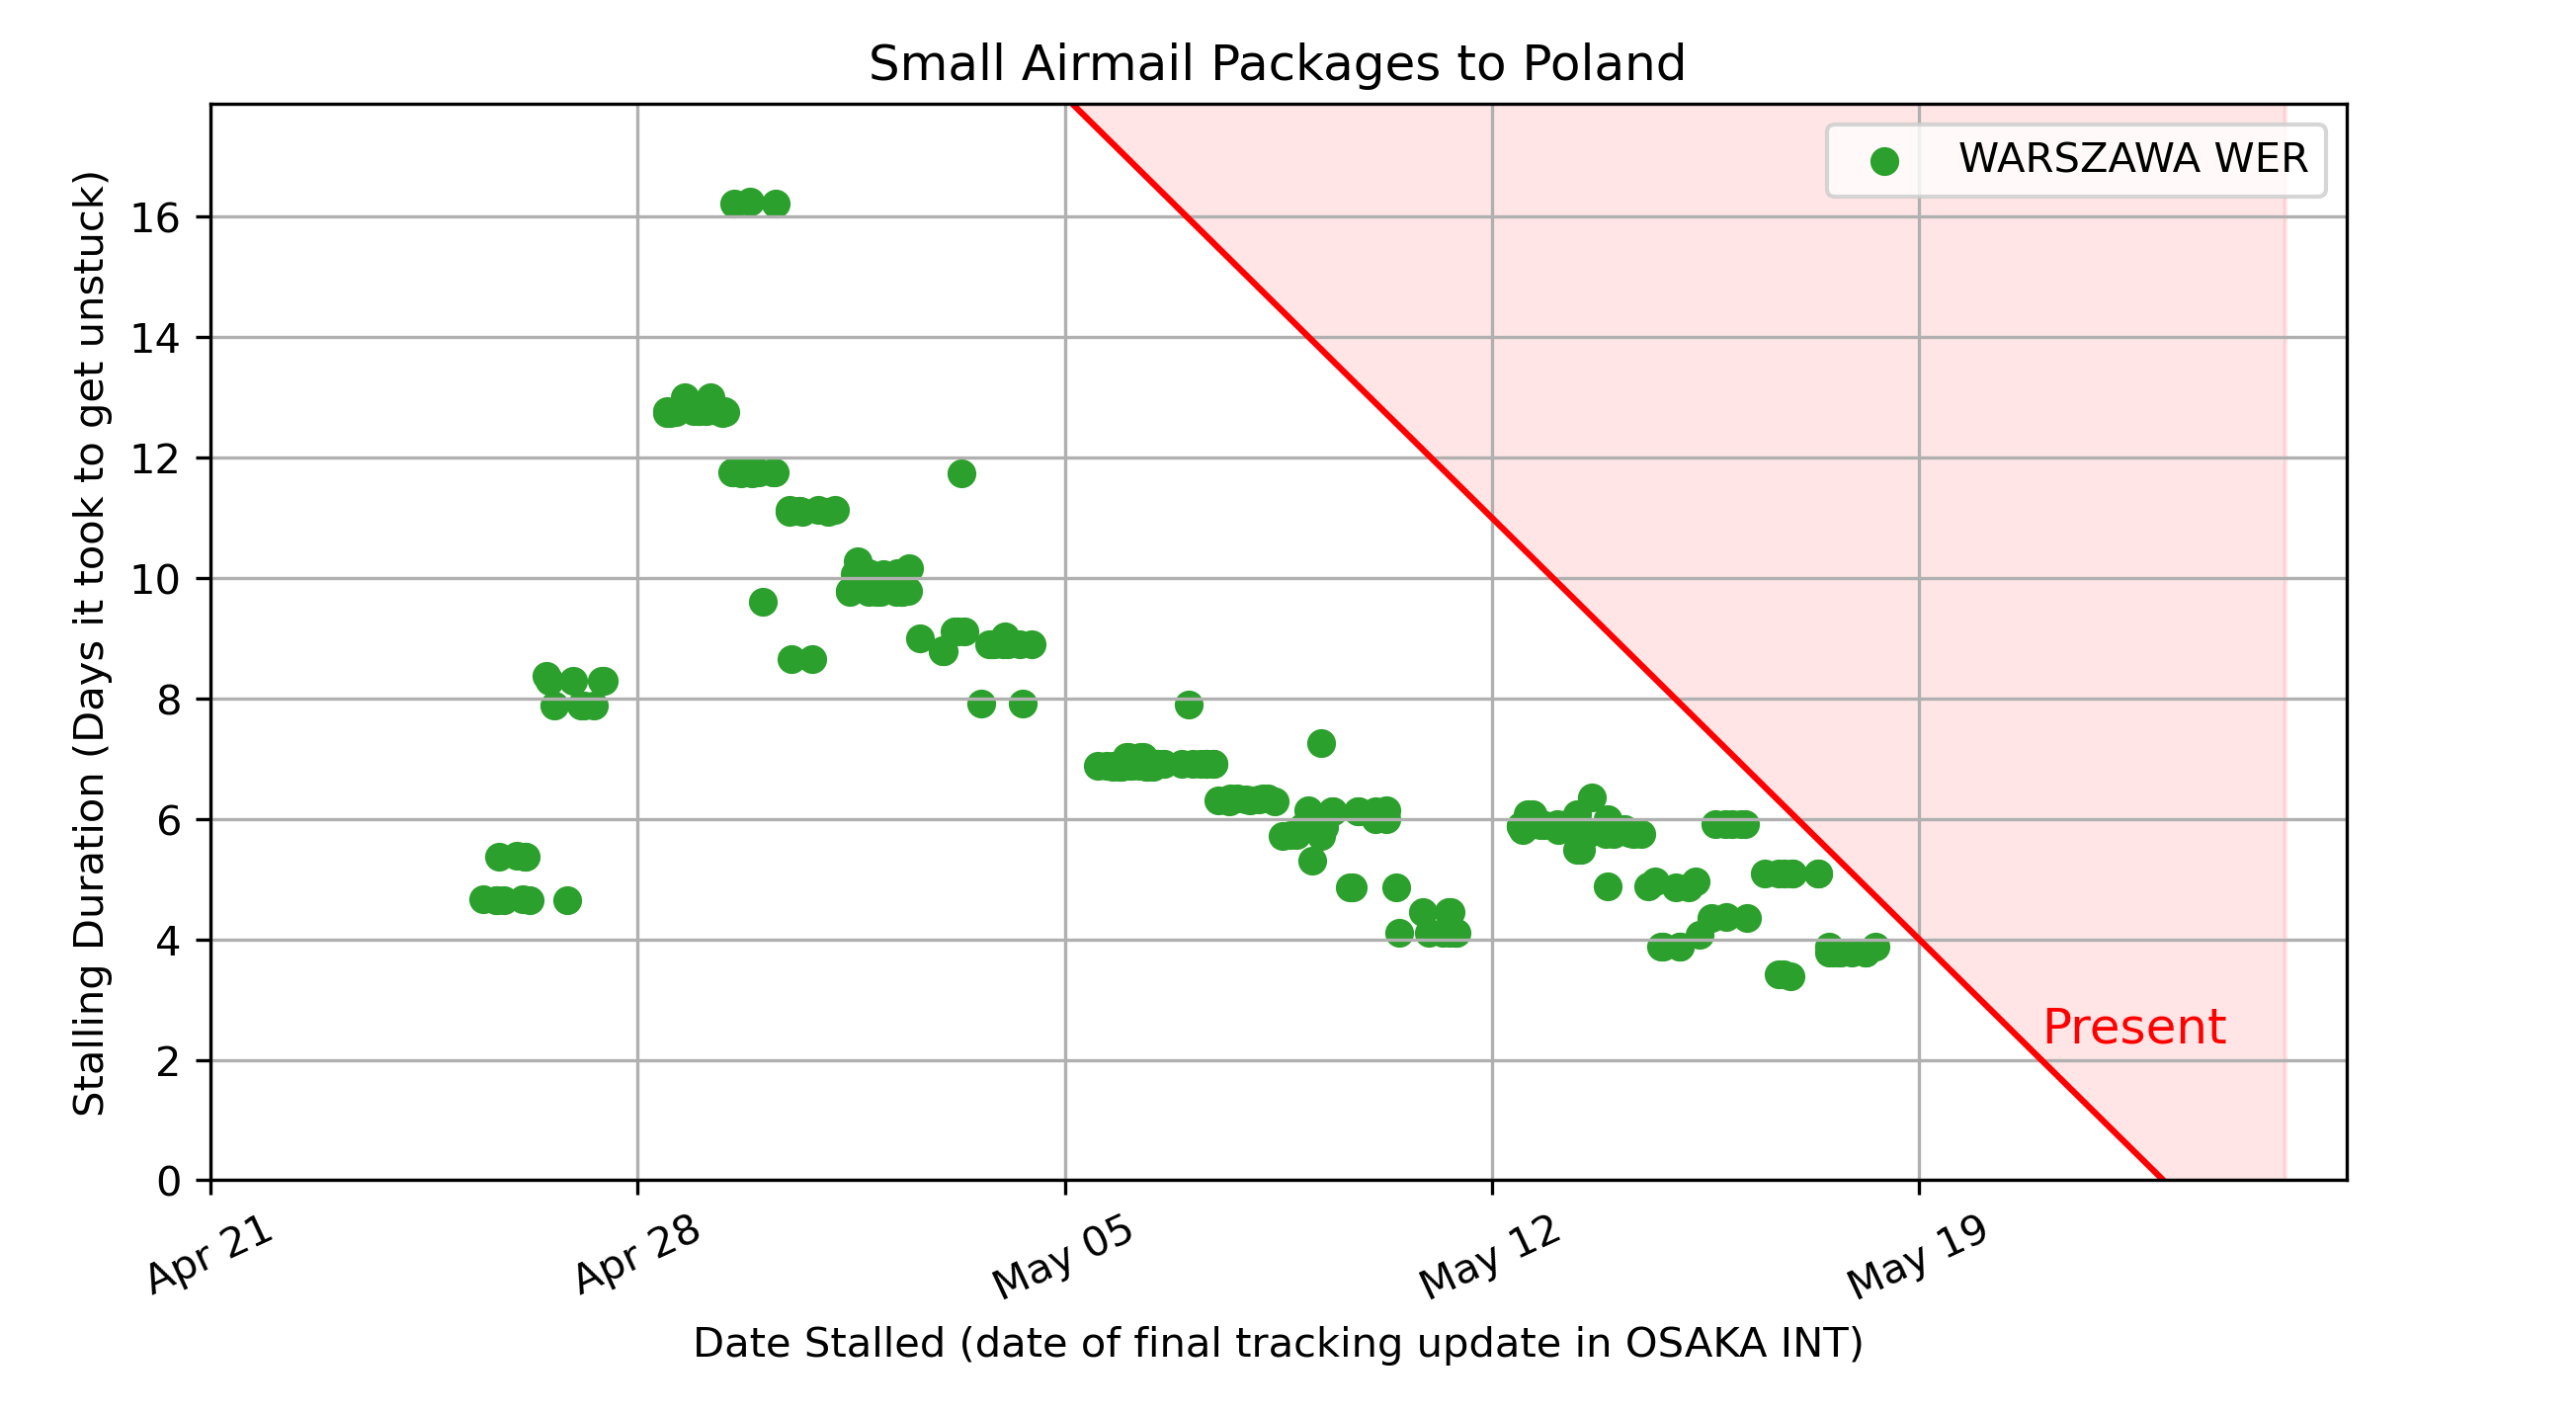 Small Airmail Packages to Poland
WARSZAWA WER
Stalling Duration (Days it took to get unstuck)
16
14
12
10
8
6
4
2
0
Present
Apr 21
Apr 28
May 05
May 12
May 19
Date Stalled (date of final tracking update in OSAKA INT)